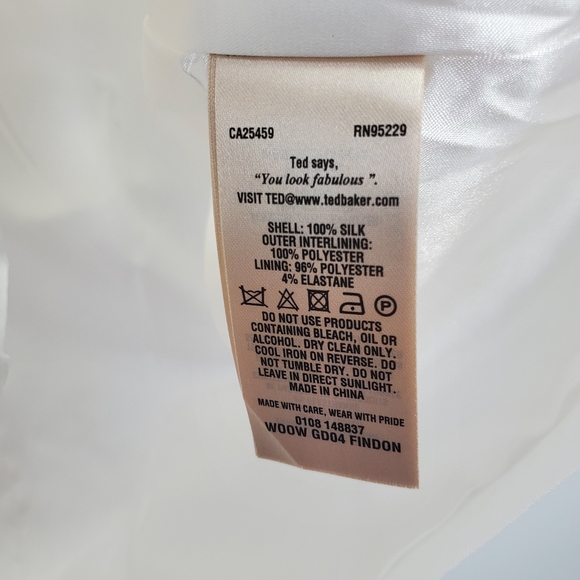 CA25459 RN95229
Ted says,
"You look fabulous ".
VISIT TED@www.tedbaker.com
SHELL: 100% SILK
OUTER INTERLINING:
100% POLYESTER
LINING: 96% POLYESTER
4% ELASTANE
P
DO NOT USE PRODUCTS
CONTAINING BLEACH, OIL OR
ALCOHOL. DRY CLEAN ONLY.
COOL IRON ON REVERSE. DO
NOT TUMBLE DRY. DO NOT
LEAVE IN DIRECT SUNLIGHT.
MADE IN CHINA
MADE WITH CARE, WEAR WITH PRIDE
0108 148837
WOOW GD04 FINDON